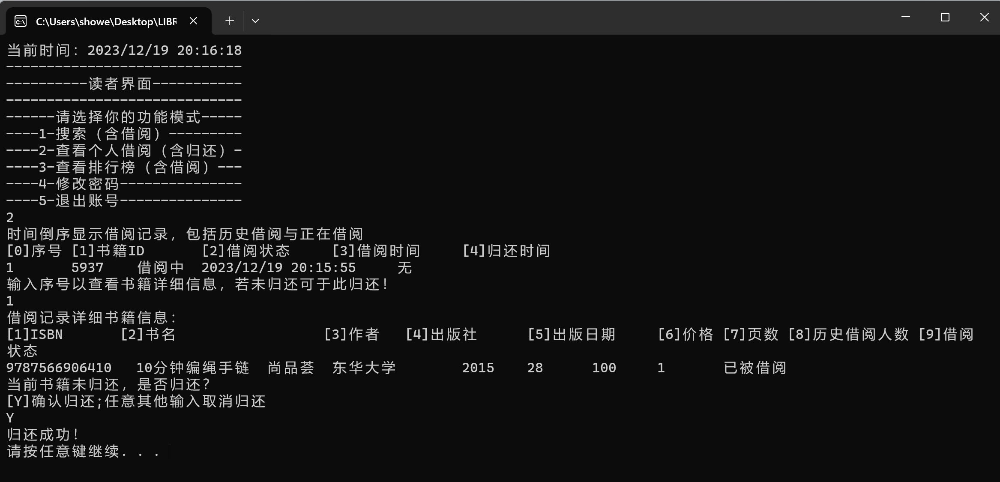 C:\Users\showe\Desktop\LIBR
当前时间：2023/12/19 20:16:18
-----------------------------
----------读者界面-----------
-----------------------------
------请选择你的功能模式-----
----1-搜索（含借阅）---------
----2-查看个人借阅（含归还）-
----3-查看排行榜（含借阅）---
----4-修改密码---------------
----5-退出账号---------------
2
时间倒序显示借阅记录，包括历史借阅与正在借阅
[0]序号 [1]书籍ID [2]借阅状态 [3]借阅时间 [4]归还时间
1 5937 借阅中 2023/12/19 20:15:55 无
输入序号以查看书籍详细信息，若未归还可于此归还！
1
借阅记录详细书籍信息：
[1]ISBN [2]书名 [3]作者 [4]出版社 [5]出版日期 [6]价格 [7]页数 [8]历史借阅人数 [9]借阅
状态
9787566906410 10分钟编绳手链 尚品荟 东华大学 2015 28 100 1 已被借阅
当前书籍未归还，是否归还？
[Y]确认归还;任意其他输入取消归还
Y
归还成功！
请按任意键继续. . .